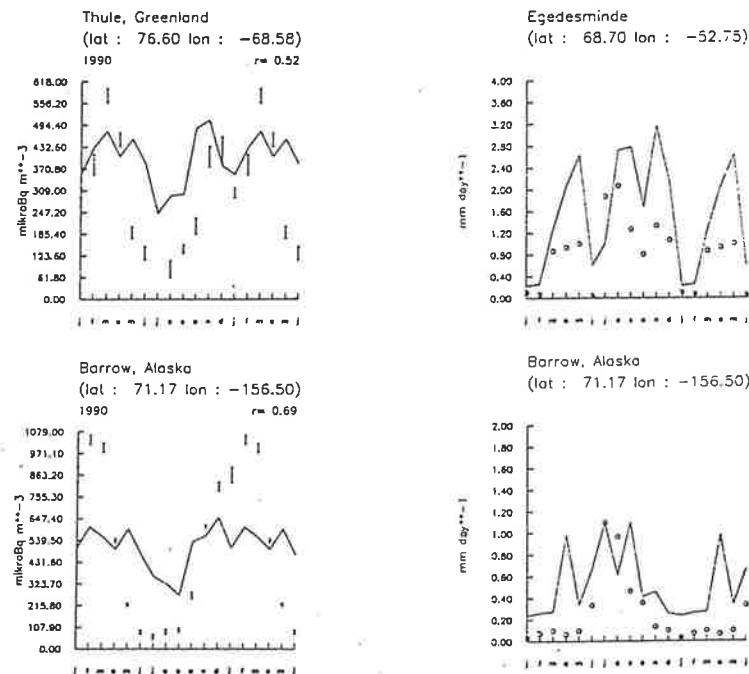 Thule, Greenland
(lat : 76.60 lon : -68.58)
1990 r= 0.52
618.00
556.20
494.40
432.60
370.80
309.00
247.20
185.40
123.60
61.80
0.00
mikroBq m**-3
j f m a m j j a s o n d j f m a m j
Egedesminde
(lat : 68.70 lon : -52.75)
4.00
3.60
3.20
2.80
2.40
2.00
1.60
1.20
0.80
0.40
0.00
mm day**-1
j f m a m j j a s o n d j f m a m j
Barrow, Alaska
(lat : 71.17 lon : -156.50)
1990 r= 0.69
1079.00
971.10
863.20
755.30
647.40
539.50
431.60
323.70
215.80
107.90
0.00
mikroBq m**-3
j f m a m j j a s o n d j f m a m j
Barrow, Alaska
(lat : 71.17 lon : -156.50)
2.00
1.80
1.60
1.40
1.20
1.00
0.80
0.60
0.40
0.20
0.00
mm day**-1
j f m a m j j a s o n d j f m a m j